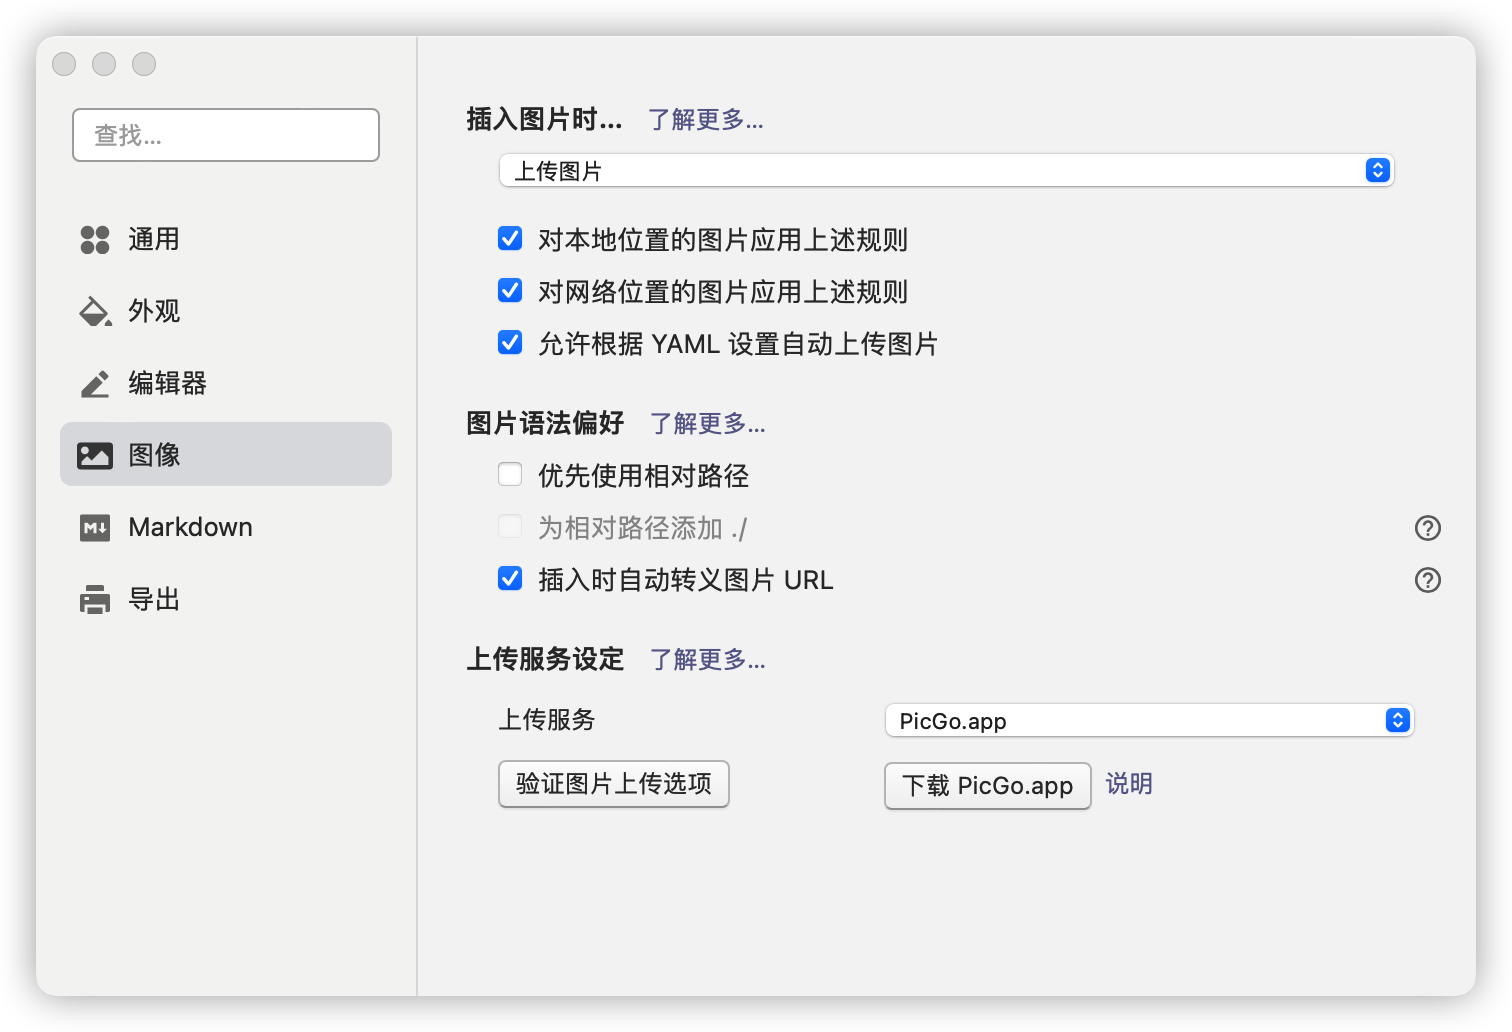 查找...
通用
外观
编辑器
图像
Markdown
导出
插入图片时... 了解更多...
上传图片
对本地位置的图片应用上述规则
对网络位置的图片应用上述规则
允许根据 YAML 设置自动上传图片
图片语法偏好 了解更多...
优先使用相对路径
为相对路径添加 ./
插入时自动转义图片 URL
上传服务设定 了解更多...
上传服务 PicGo.app
验证图片上传选项 下载 PicGo.app 说明